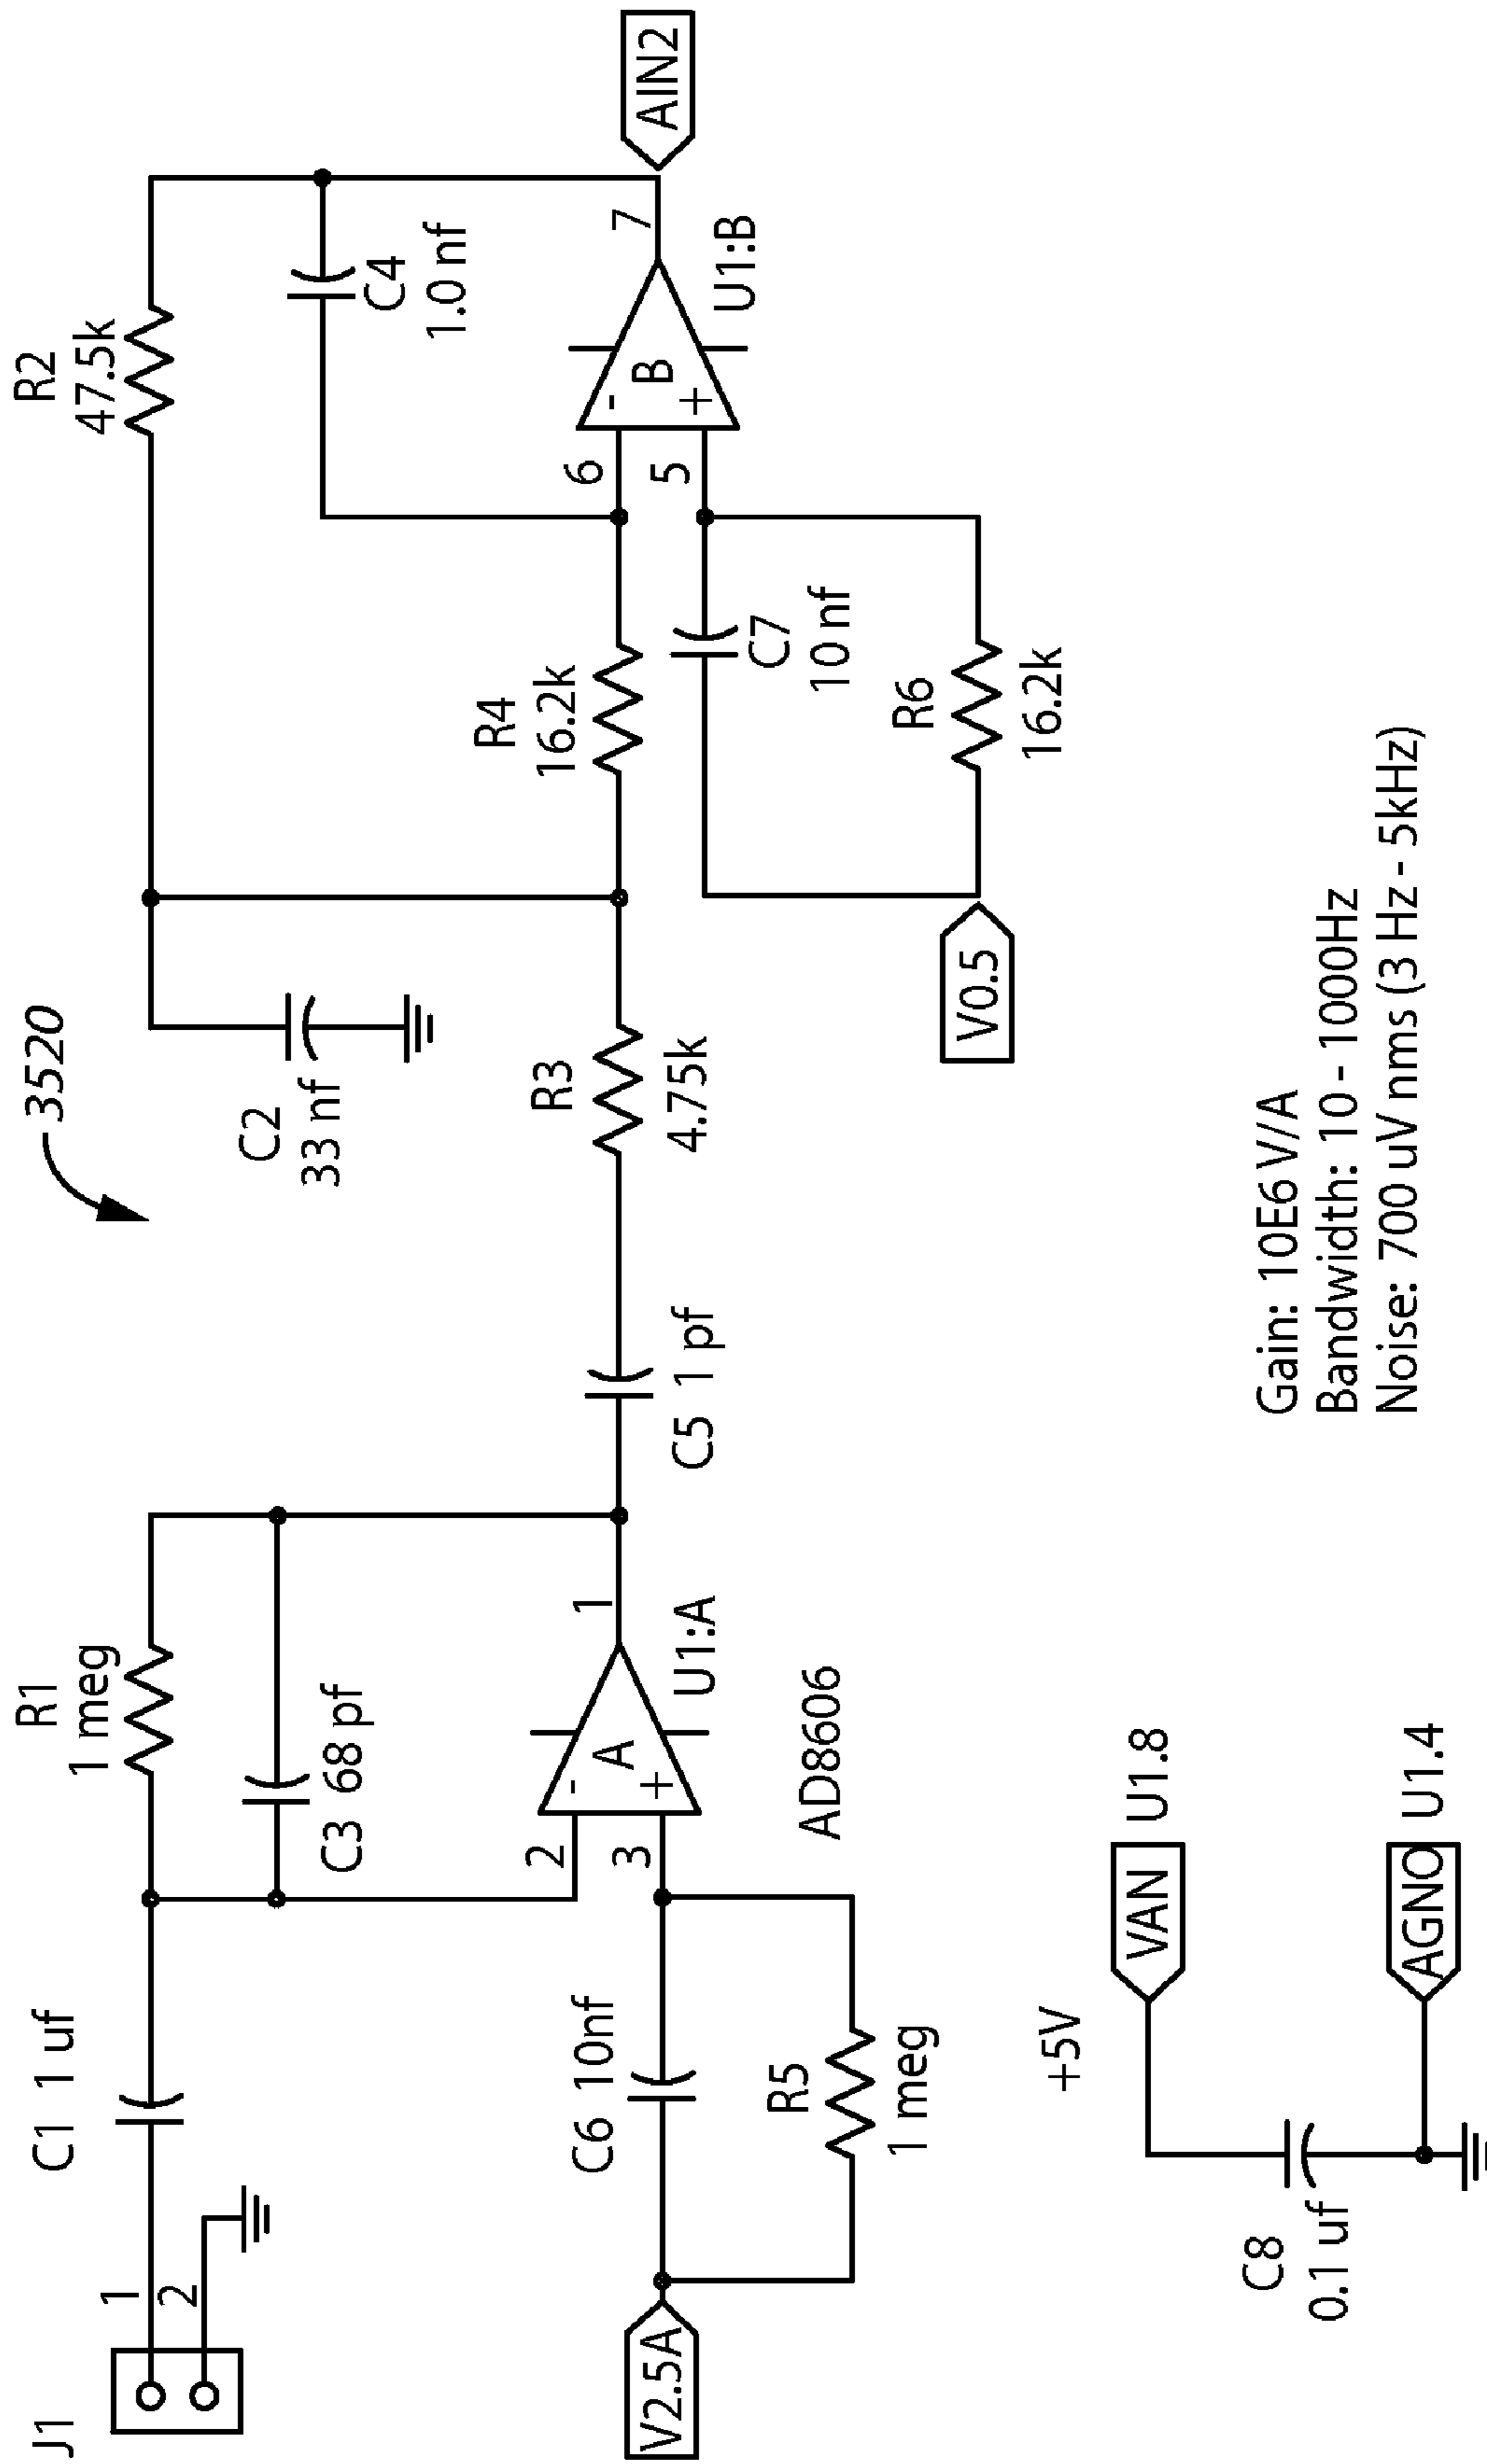 3520
J1
1
2
C1 1 uf
R1
1 meg
C3 68 pf
2
3
-
A
+
1
U1:A
AD8606
V2.5A
C6 10nf
R5
1 meg
C5 1 pf
R3
4.75k
C2
33 nf
R2
47.5k
C4
1.0 nf
R4
16.2k
6
5
-
B
+
7
U1:B
AIN2
C7
10 nf
R6
16.2k
V0.5
+5V
VAN
U1.8
C8
0.1 uf
AGNO
U1.4
Gain: 10E6 V/A
Bandwidth: 10 - 1000Hz
Noise: 700 uV nms (3 Hz - 5kHz)